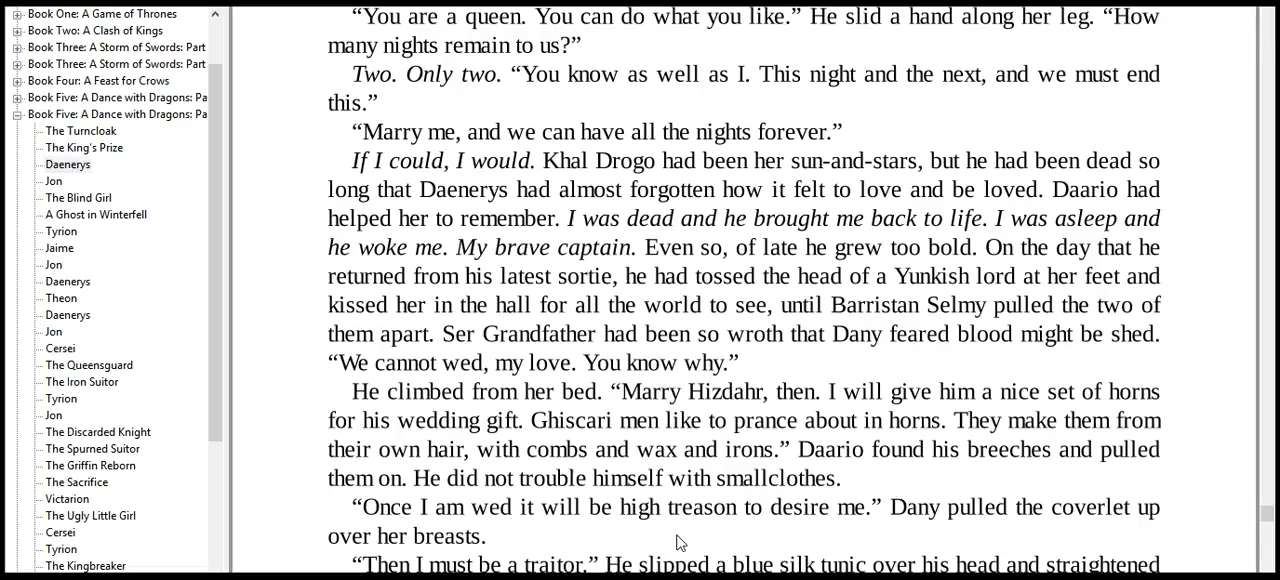 Book One: A Game of Thrones
Book Two: A Clash of Kings
Book Three: A Storm of Swords: Part
Book Three: A Storm of Swords: Part
Book Four: A Feast for Crows
Book Five: A Dance with Dragons: Pa
Book Five: A Dance with Dragons: Pa
The Turncloak
The King's Prize
Daenerys
Jon
The Blind Girl
A Ghost in Winterfell
Tyrion
Jaime
Jon
Daenerys
Theon
Daenerys
Jon
Cersei
The Queensguard
The Iron Suitor
Tyrion
Jon
The Discarded Knight
The Spurned Suitor
The Griffin Reborn
The Sacrifice
Victarion
The Ugly Little Girl
Cersei
Tyrion
The Kingbreaker
“You are a queen. You can do what you like.” He slid a hand along her leg. “How
many nights remain to us?”
Two. Only two. “You know as well as I. This night and the next, and we must end
this.”
“Marry me, and we can have all the nights forever.”
If I could, I would. Khal Drogo had been her sun-and-stars, but he had been dead so
long that Daenerys had almost forgotten how it felt to love and be loved. Daario had
helped her to remember. I was dead and he brought me back to life. I was asleep and
he woke me. My brave captain. Even so, of late he grew too bold. On the day that he
returned from his latest sortie, he had tossed the head of a Yunkish lord at her feet and
kissed her in the hall for all the world to see, until Barristan Selmy pulled the two of
them apart. Ser Grandfather had been so wroth that Dany feared blood might be shed.
“We cannot wed, my love. You know why.”
He climbed from her bed. “Marry Hizdahr, then. I will give him a nice set of horns
for his wedding gift. Ghiscari men like to prance about in horns. They make them from
their own hair, with combs and wax and irons.” Daario found his breeches and pulled
them on. He did not trouble himself with smallclothes.
“Once I am wed it will be high treason to desire me.” Dany pulled the coverlet up
over her breasts.
“Then I must be a traitor.” He slipped a blue silk tunic over his head and straightened